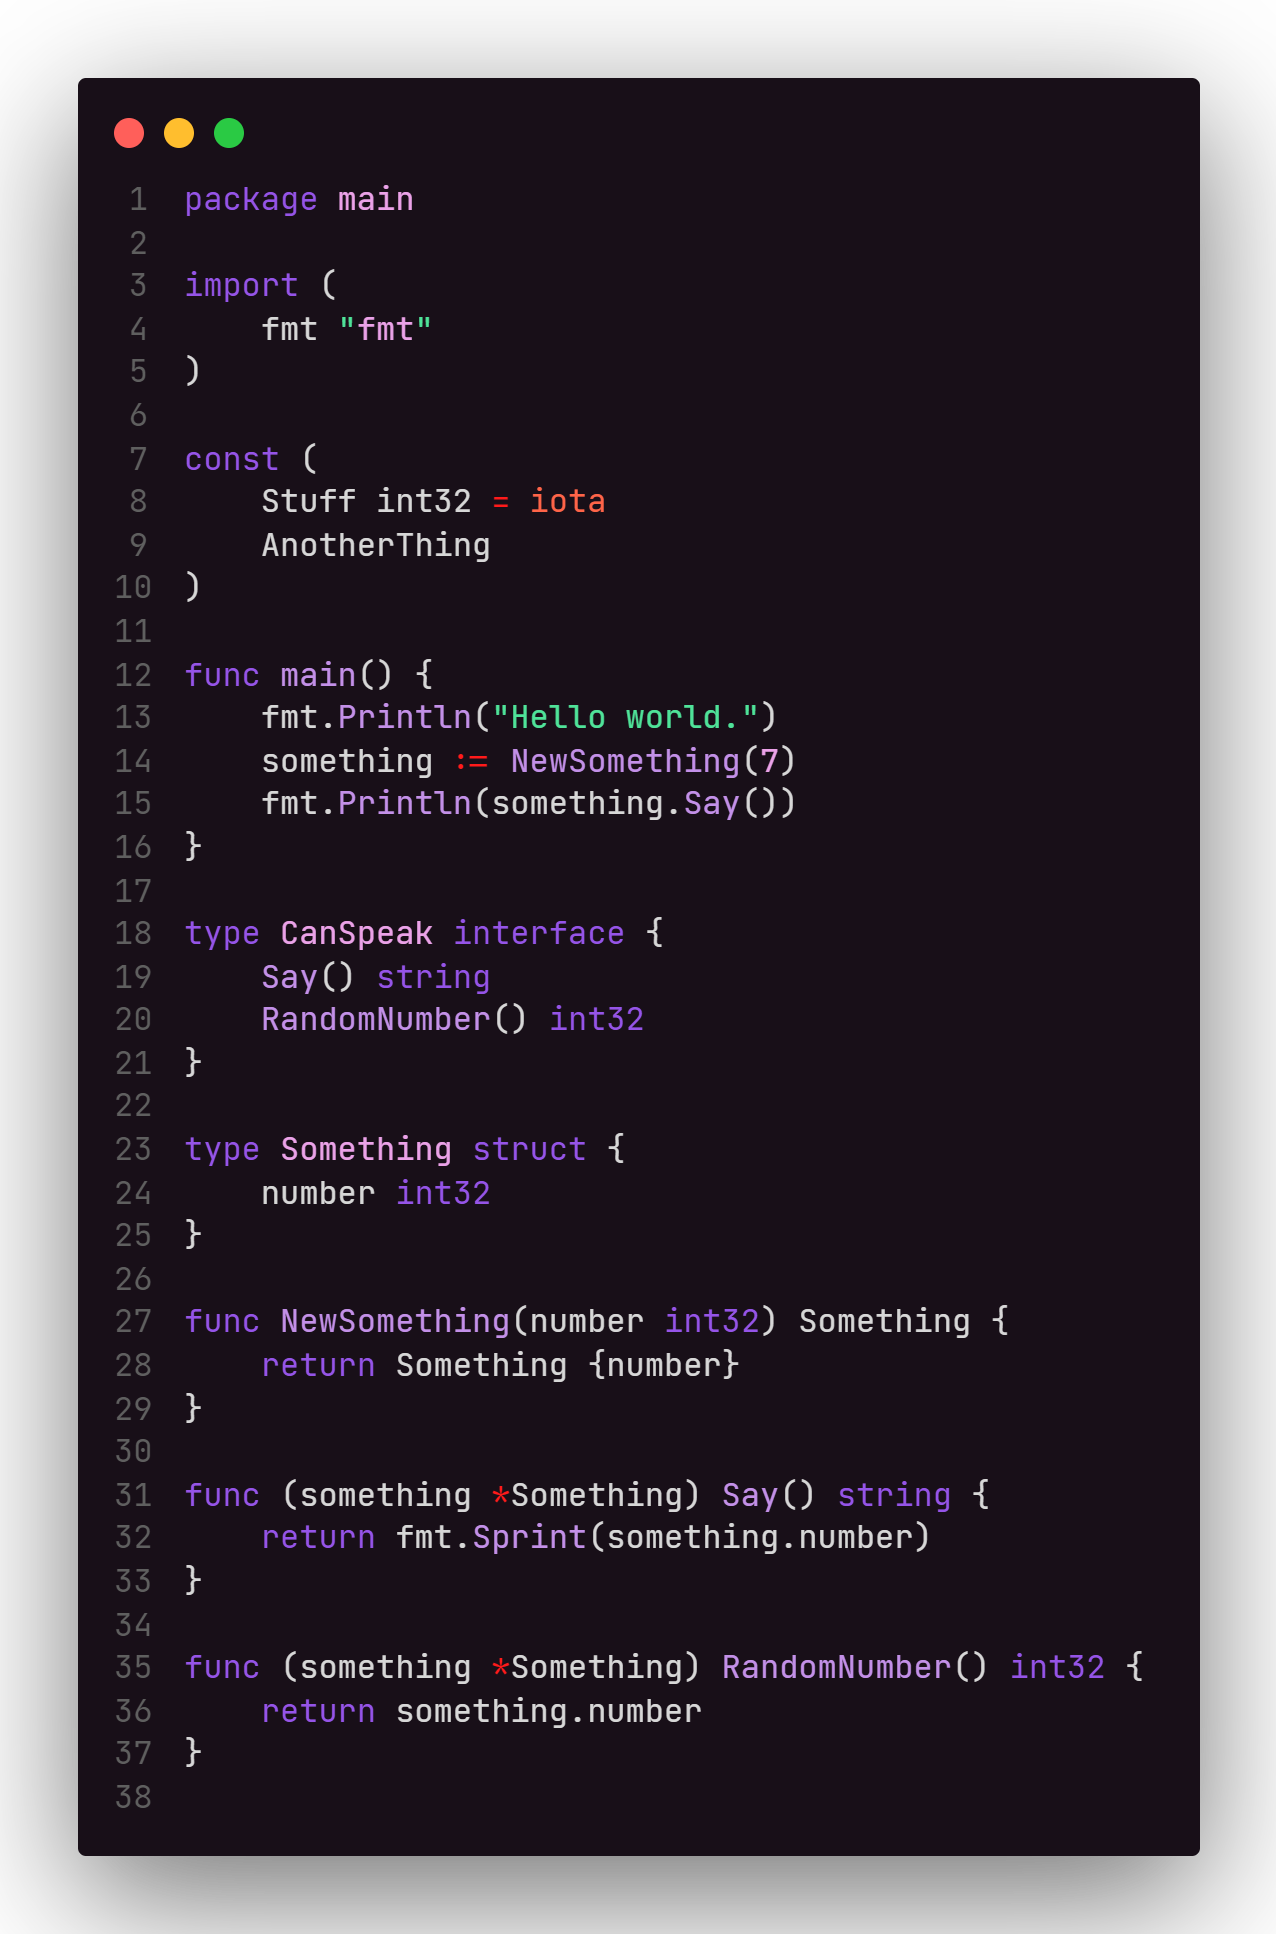 1 package main
2
3 import (
4     fmt "fmt"
5 )
6
7 const (
8     Stuff int32 = iota
9     AnotherThing
10 )
11
12 func main() {
13     fmt.Println("Hello world.")
14     something := NewSomething(7)
15     fmt.Println(something.Say())
16 }
17
18 type CanSpeak interface {
19     Say() string
20     RandomNumber() int32
21 }
22
23 type Something struct {
24     number int32
25 }
26
27 func NewSomething(number int32) Something {
28     return Something {number}
29 }
30
31 func (something *Something) Say() string {
32     return fmt.Sprint(something.number)
33 }
34
35 func (something *Something) RandomNumber() int32 {
36     return something.number
37 }
38